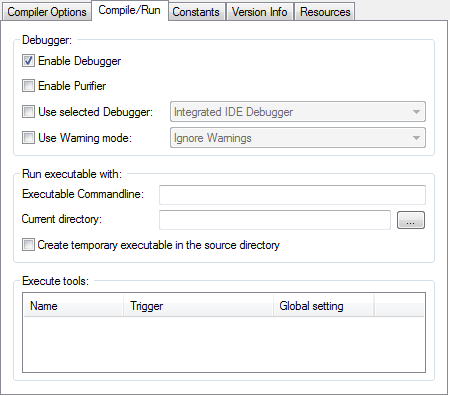 Compiler Options Compile/Run Constants Version Info Resources
Debugger:
Enable Debugger
Enable Purifier
Use selected Debugger: Integrated IDE Debugger
Use Warning mode: Ignore Warnings
Run executable with:
Executable Commandline:
Current directory: ...
Create temporary executable in the source directory
Execute tools:
Name Trigger Global setting